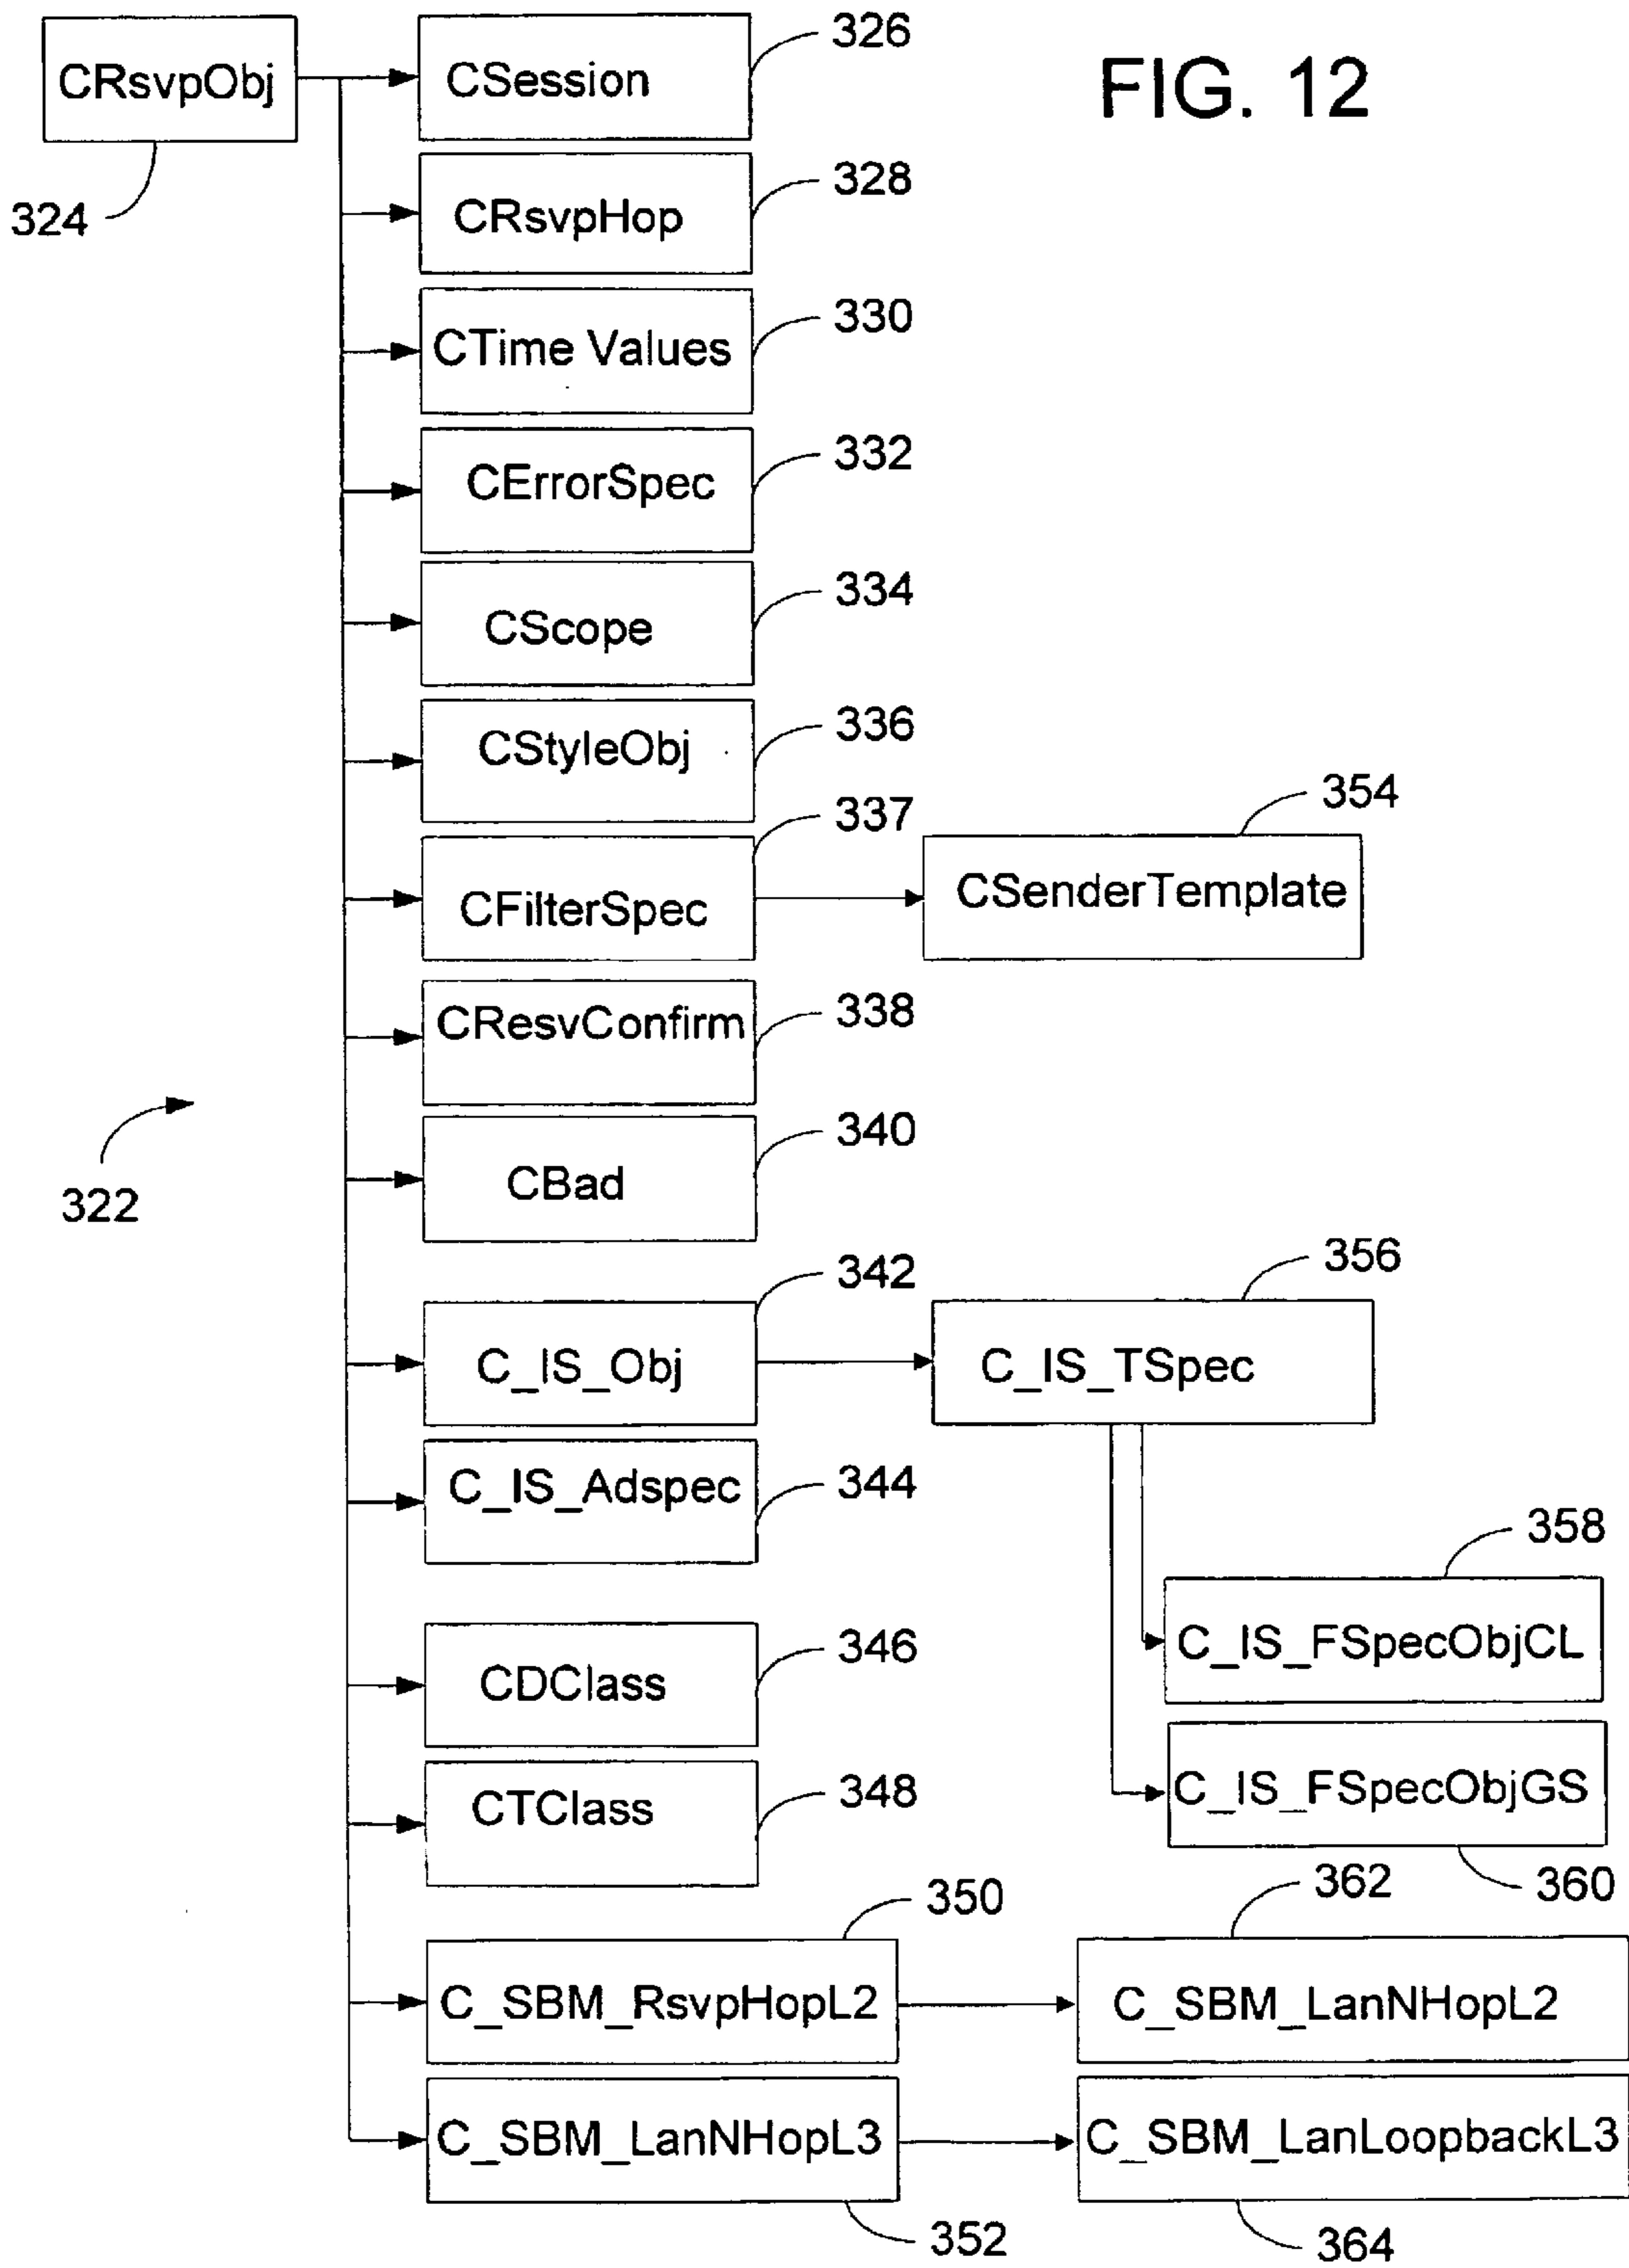 CRsvpObj
324
CSession
326
FIG. 12
CRsvpHop
328
CTime Values
330
CErrorSpec
332
CScope
334
CStyleObj
336
CFilterSpec
337
CSenderTemplate
354
CResvConfirm
338
322
CBad
340
C_IS_Obj
342
C_IS_TSpec
356
C_IS_Adspec
344
C_IS_FSpecObjCL
358
CDClass
346
C_IS_FSpecObjGS
360
CTClass
348
C_SBM_RsvpHopL2
350
C_SBM_LanNHopL2
362
C_SBM_LanNHopL3
352
C_SBM_LanLoopbackL3
364